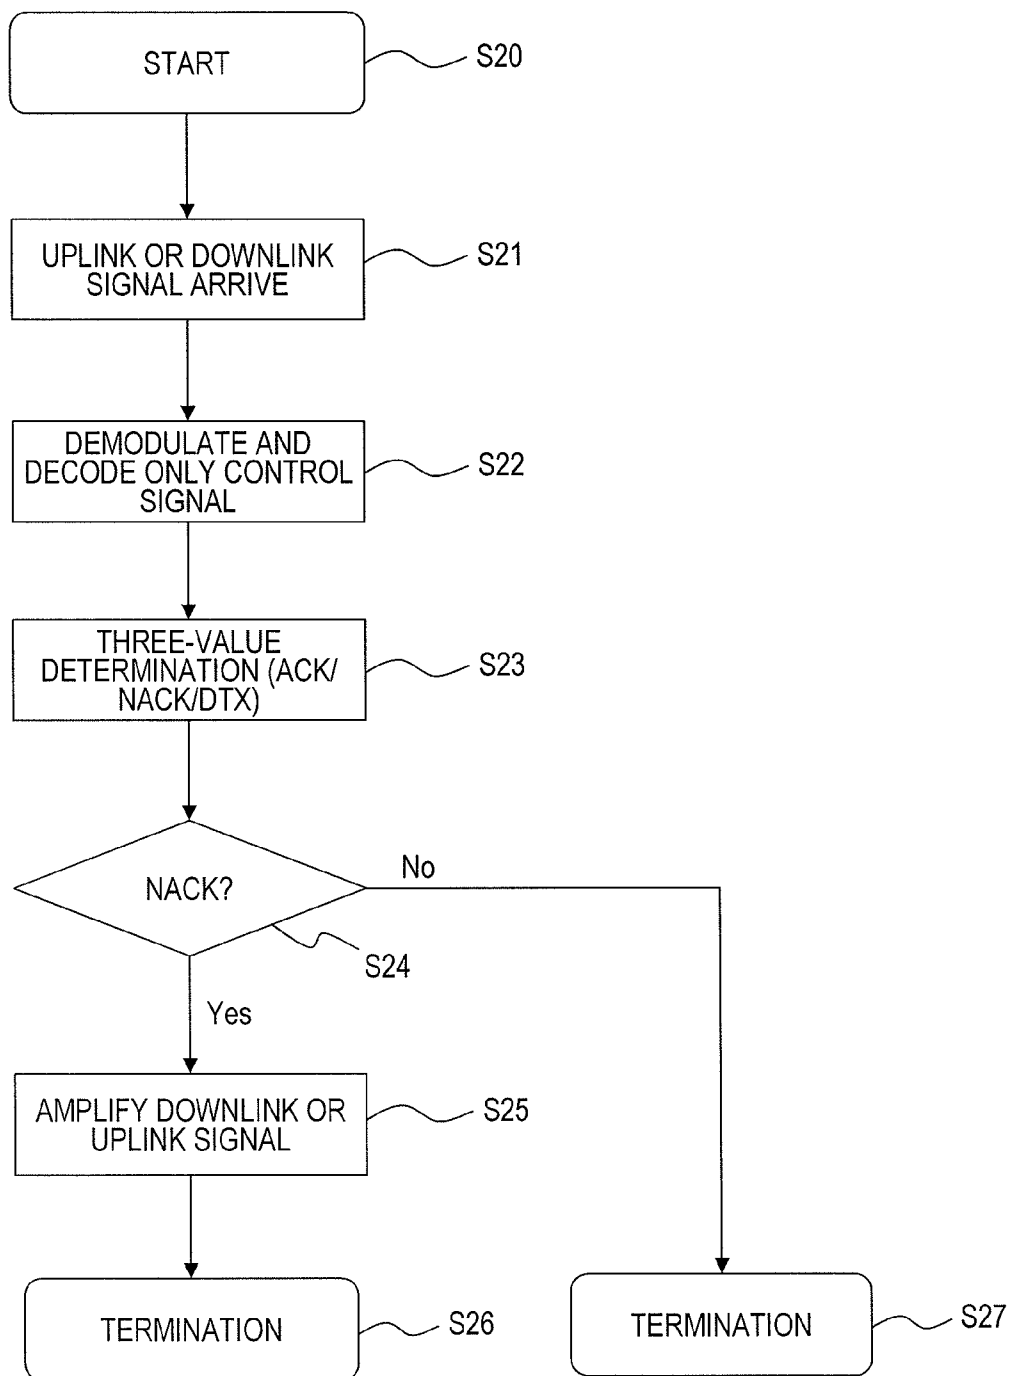 START
S20
UPLINK OR DOWNLINK
SIGNAL ARRIVE
S21
DEMODULATE AND
DECODE ONLY CONTROL
SIGNAL
S22
THREE-VALUE
DETERMINATION (ACK/
NACK/DTX)
S23
NACK?
No
S24
Yes
AMPLIFY DOWNLINK OR
UPLINK SIGNAL
S25
TERMINATION
S26
TERMINATION
S27